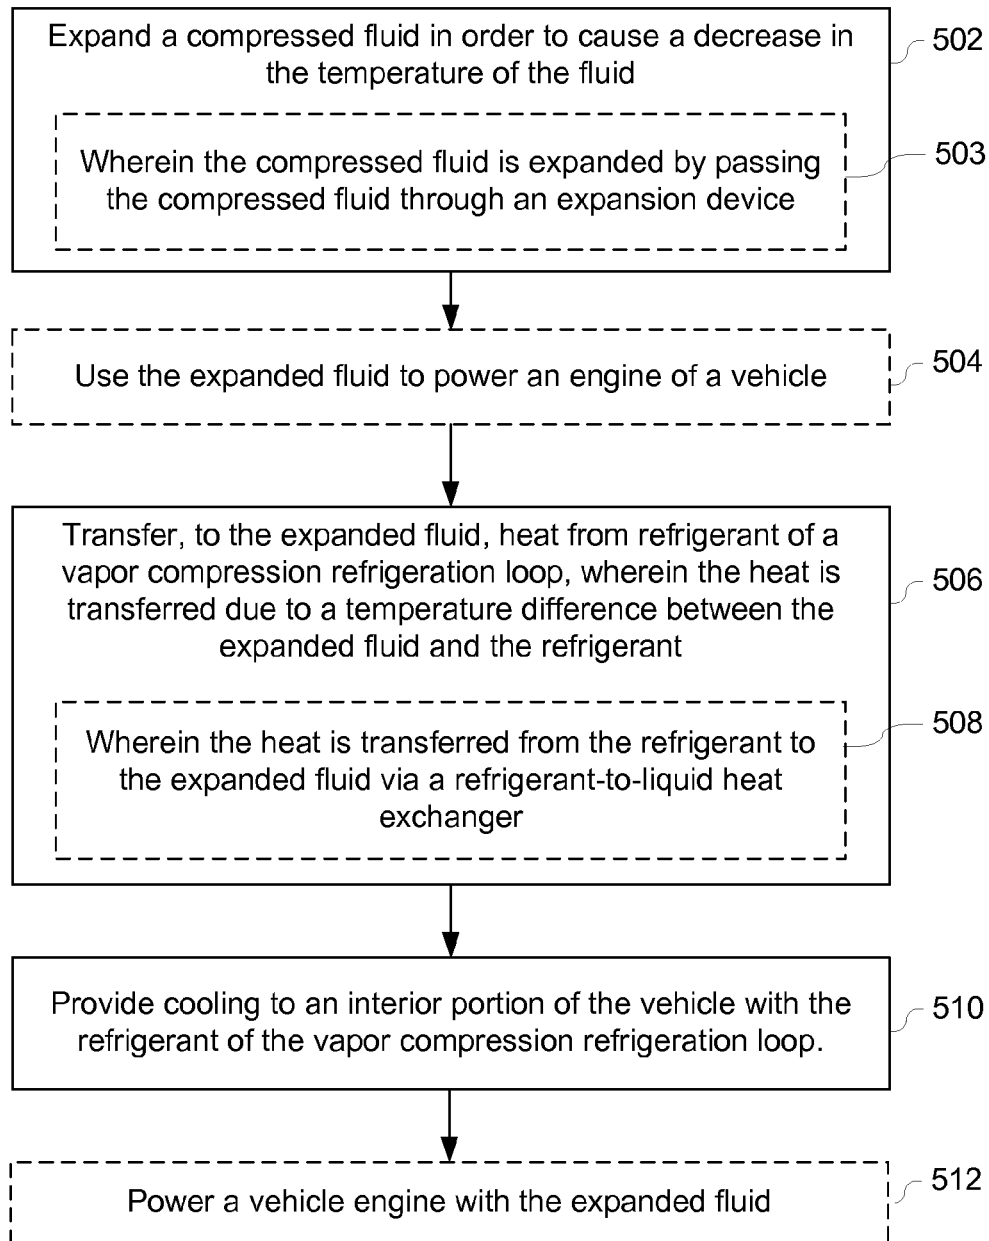 Expand a compressed fluid in order to cause a decrease in
the temperature of the fluid
502
Wherein the compressed fluid is expanded by passing
the compressed fluid through an expansion device
503
Use the expanded fluid to power an engine of a vehicle
504
Transfer, to the expanded fluid, heat from refrigerant of a
vapor compression refrigeration loop, wherein the heat is
transferred due to a temperature difference between the
expanded fluid and the refrigerant
506
Wherein the heat is transferred from the refrigerant to
the expanded fluid via a refrigerant-to-liquid heat
exchanger
508
Provide cooling to an interior portion of the vehicle with the
refrigerant of the vapor compression refrigeration loop.
510
Power a vehicle engine with the expanded fluid
512